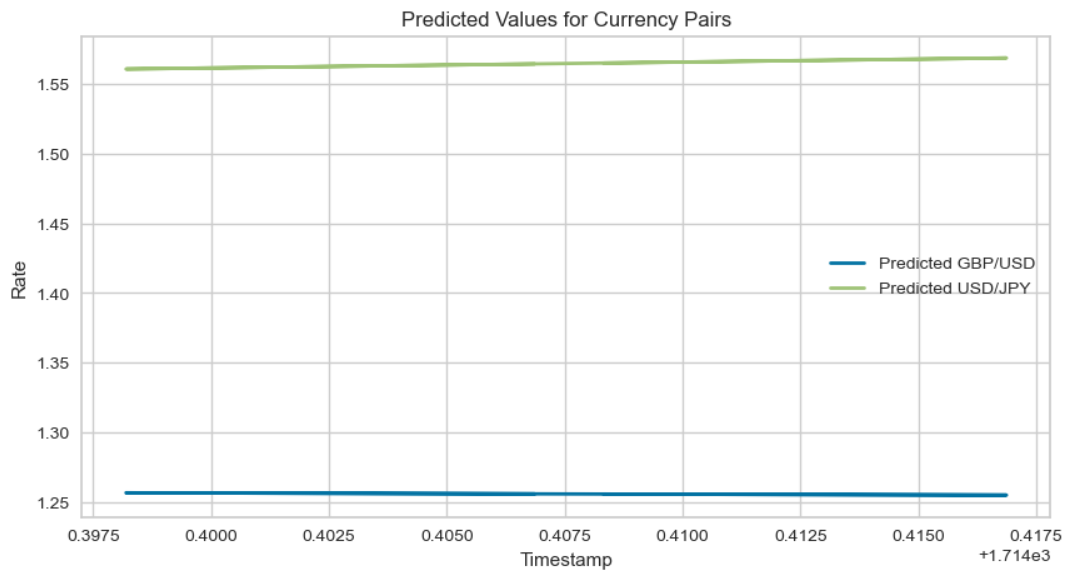 Predicted Values for Currency Pairs
1.55
1.50
1.45
1.40
1.35
1.30
1.25
Rate
Predicted GBP/USD
Predicted USD/JPY
0.3975 0.4000 0.4025 0.4050 0.4075 0.4100 0.4125 0.4150 0.4175
Timestamp
+1.714e3